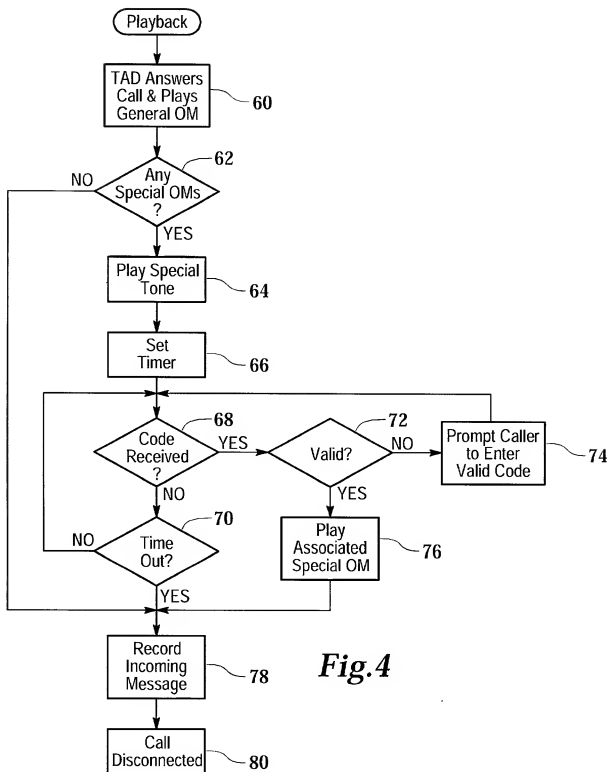 Playback
TAD Answers
Call & Plays
General OM
60
62
NO
Any
Special OMs
?
YES
Play Special
Tone
64
Set
Timer
66
68
Code
Received
?
YES
72
Valid?
NO
Prompt Caller
to Enter
Valid Code
74
NO
YES
70
NO
Time
Out?
Play
Associated
Special OM
76
YES
Record
Incoming
Message
78
Fig.4
Call
Disconnected
80